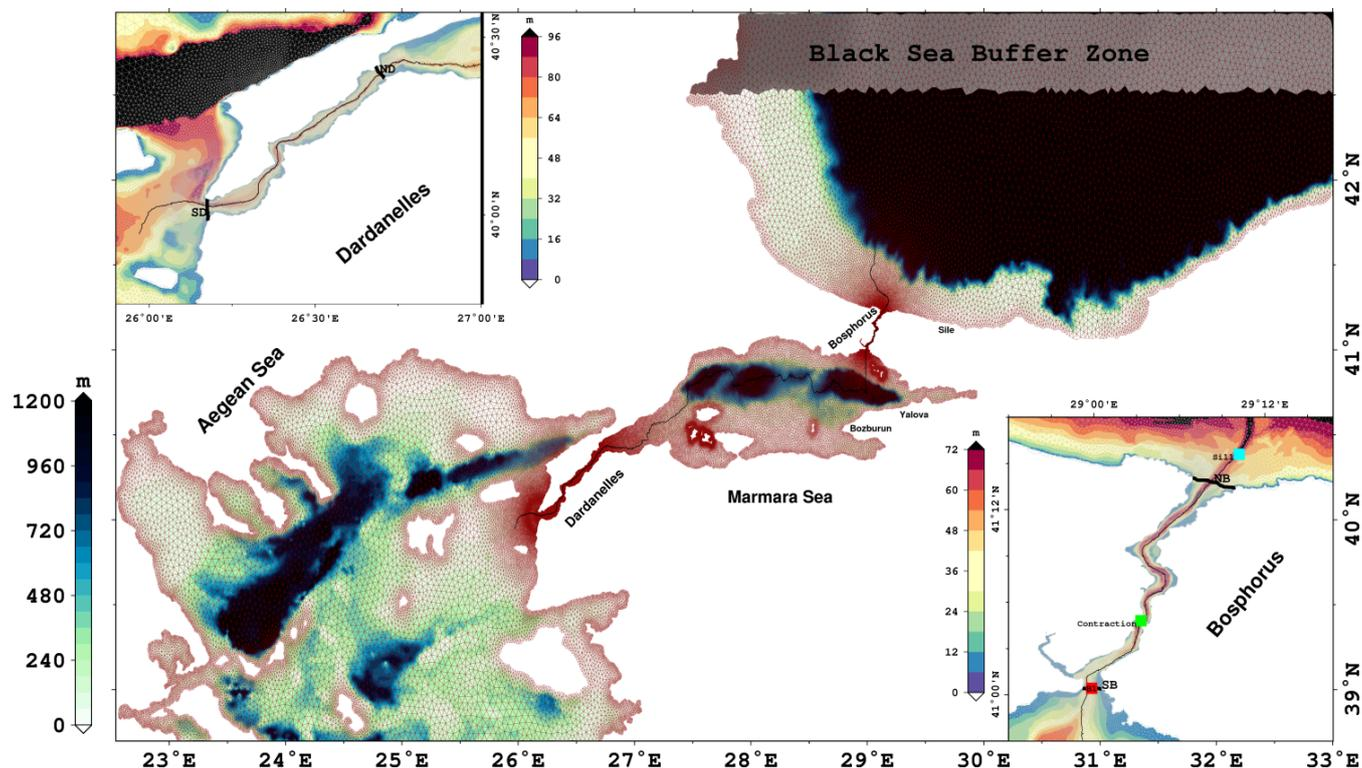 Black Sea Buffer Zone
m
96
80
64
48
32
16
0
40°30'N
40°00'N
ND
SD
Dardanelles
26°00'E
26°30'E
27°00'E
42°N
41°N
40°N
39°N
Bosphorus
Sile
Aegean Sea
Yalova
Bozburun
Dardanelles
Marmara Sea
m
1200
960
720
480
240
0
m
72
60
48
36
24
12
0
29°00'E
29°12'E
41°12'N
41°00'N
Sill
NB
Contraction
SB
Bosphorus
23°E
24°E
25°E
26°E
27°E
28°E
29°E
30°E
31°E
32°E
33°E